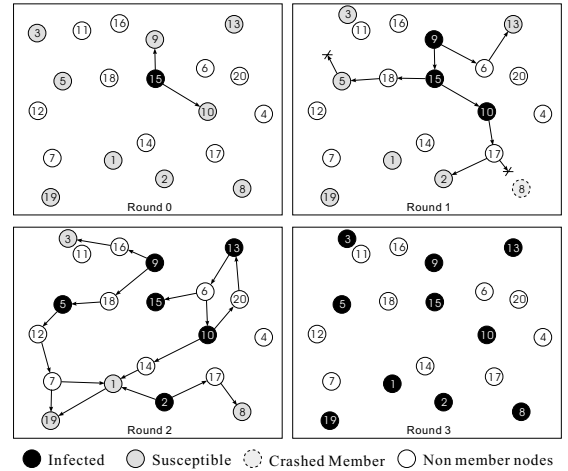 3 11 16 9 13
5 18 15 6 20
12 10 4
7 1 14 17
19 2 8
Round 0
3 11 16 9 13
5 18 15 6 20
12 10 4
7 1 14 17
19 2 8
Round 1
3 11 16 9 13
5 18 15 6 20
12 10 4
7 1 14 17
19 2 8
Round 2
3 11 16 9 13
5 18 15 6 20
12 10 4
7 1 14 17
19 2 8
Round 3
Infected Susceptible Crashed Member Non member nodes